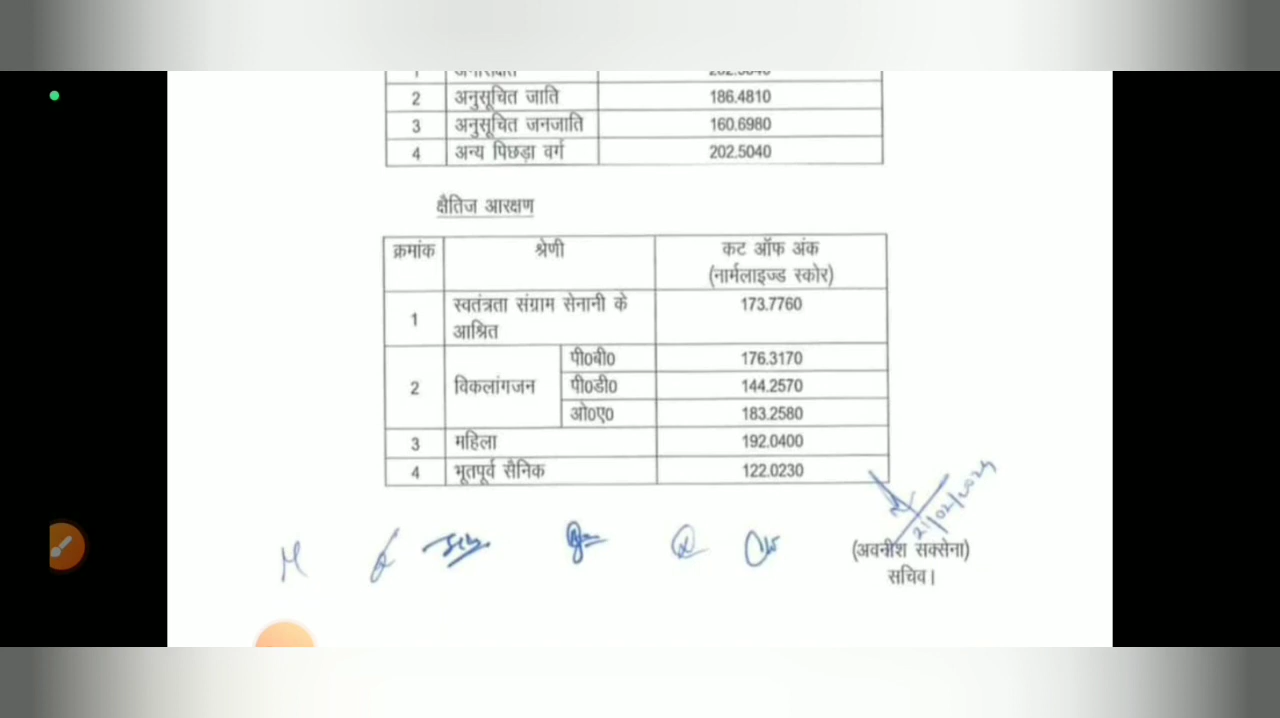 2 अनुसूचित जाति 186.4810
3 अनुसूचित जनजाति 160.6980
4 अन्य पिछड़ा वर्ग 202.5040
क्षैतिज आरक्षण
क्रमांक श्रेणी कट ऑफ अंक
(नार्मलाइज्ड स्कोर)
1 स्वतंत्रता संग्राम सेनानी के आश्रित 173.7760
2 विकलांगजन पी0बी0 176.3170
पी0डी0 144.2570
ओ0ए0 183.2580
3 महिला 192.0400
4 भूतपूर्व सैनिक 122.0230
(अवनीश सक्सेना)
सचिव।